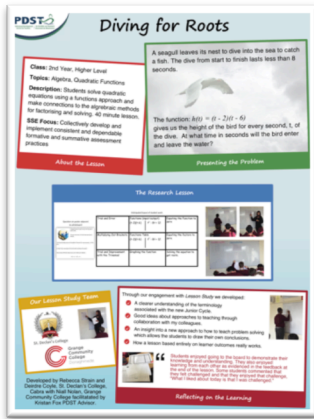 PDST
Diving for Roots
Class: 2nd Year, Higher Level
Topics: Algebra, Quadratic Functions
Description: Students solve quadratic
equations using a functions approach and
make connections to the algebraic methods
for factorising and solving. 40 minute lesson.
SSE Focus: Collectively develop and
implement consistent and dependable
formative and summative assessment
practices
About the Lesson
A seagull leaves its nest to dive into the sea to catch
a fish. The dive from start to finish lasts less than 8
seconds.
The function: h(t) = (t - 2)(t - 6)
gives us the height of the bird for every second, t, of
the dive. At what time in seconds will the bird enter
and leave the water?
Presenting the Problem
The Research Lesson
Our Lesson Study Team
St. Declan's College
Grange
Community
College
Developed by Rebecca Strain and
Deirdre Coyle, St. Declan's College,
Cabra with Niall Nolan, Grange
Community College facilitated by
Kristian Fox PDST Advisor
Through our engagement with Lesson Study we developed:
A clearer understanding of the terminology
associated with the new Junior Cycle.
Good ideas about approaches to teaching through
collaboration with my colleagues.
An insight into a new approach to how to teach problem solving
which allows the students to draw their own conclusions.
How a lesson based entirely on learner outcomes really works.
Students enjoyed going to the board to demonstrate their
knowledge and understanding. They also enjoyed
learning from each other as evidenced in the feedback at
the end of the lesson. Some students commented that
they felt challenged and that they enjoyed that challenge.
"What I liked about today is that I was challenged."
Reflecting on the Learning